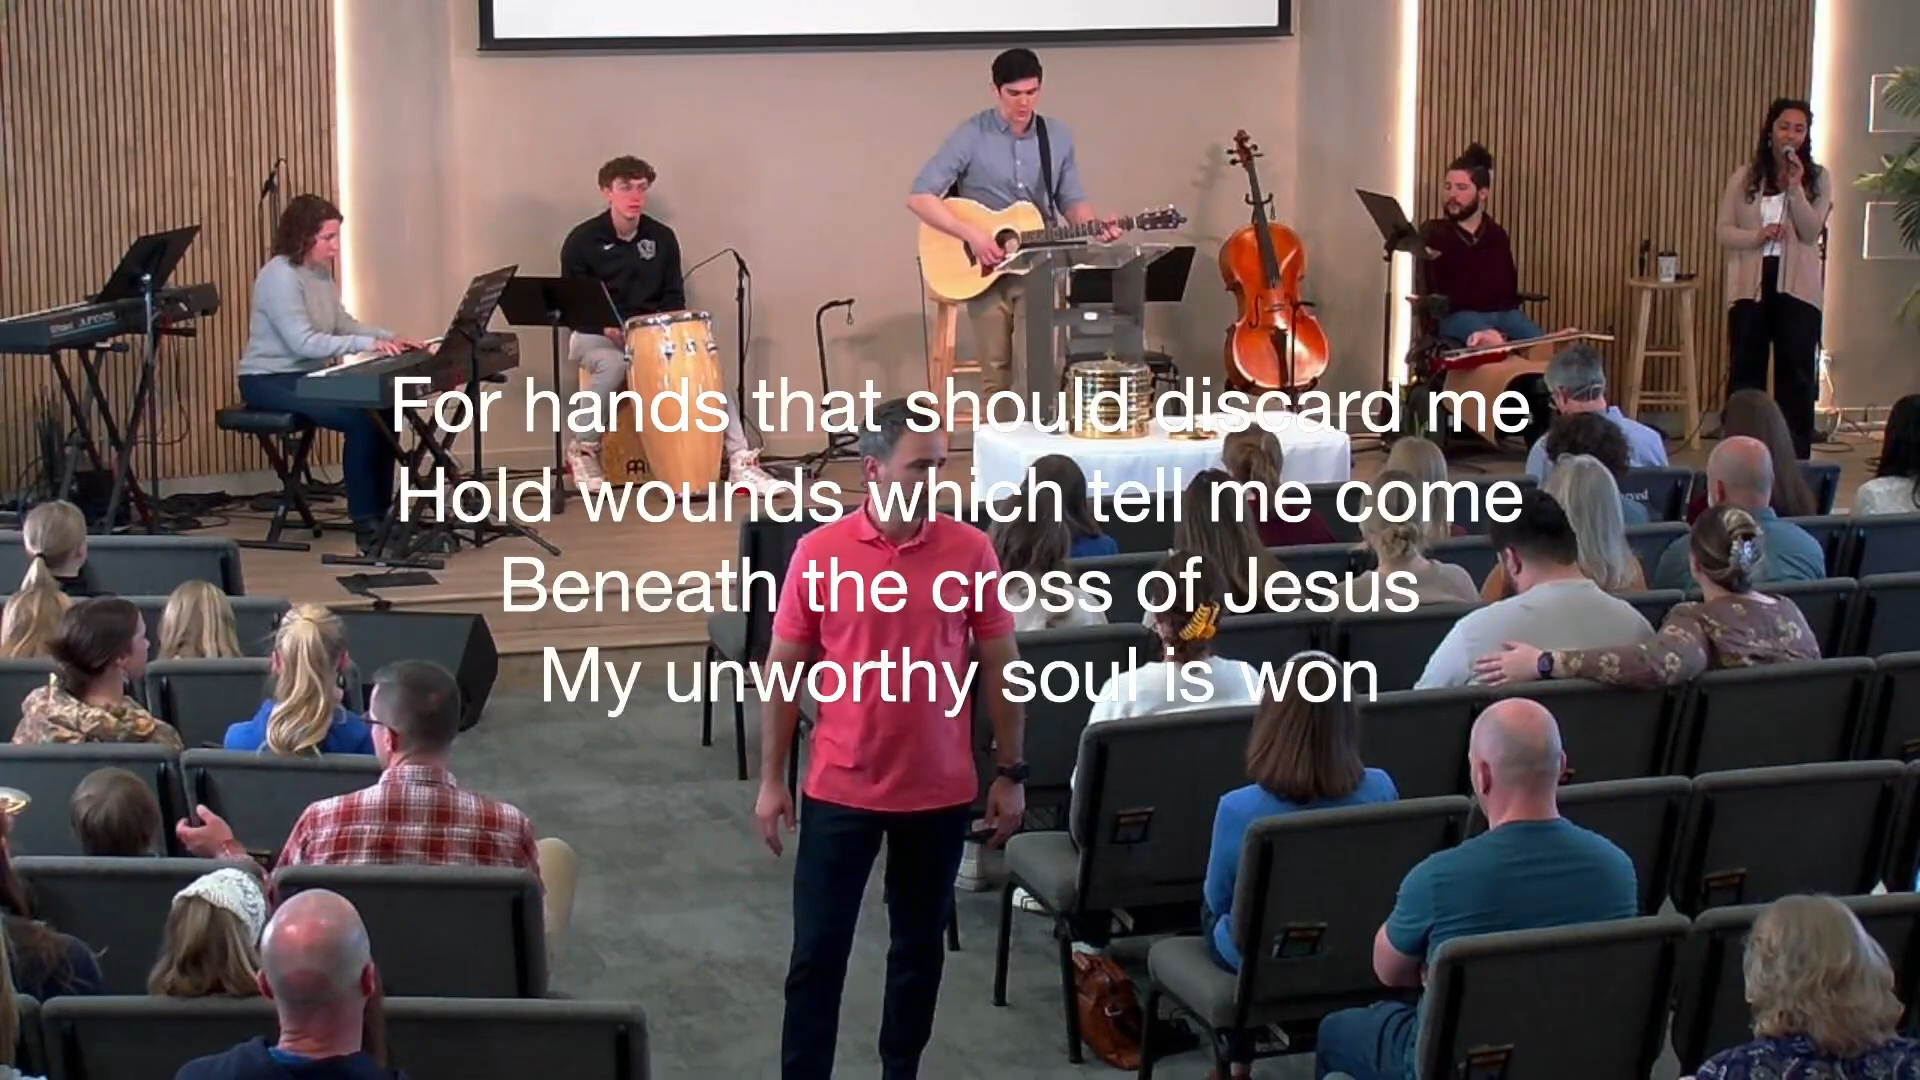 For hands that should discard me
Hold wounds which tell me come
Beneath the cross of Jesus
My unworthy soul is won